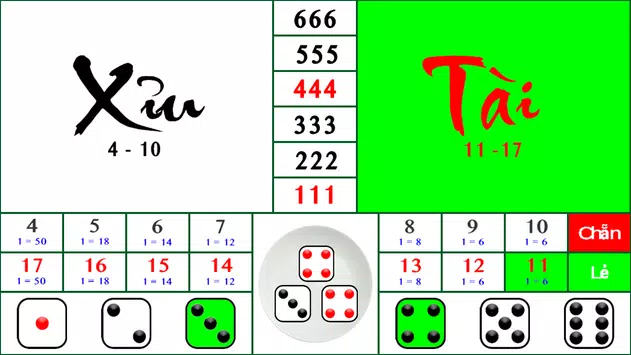 Xỉu
4 - 10
666
555
444
333
222
111
Tài
11 - 17
4 5 6 7
1 = 50 1 = 18 1 = 14 1 = 12
17 16 15 14
1 = 50 1 = 18 1 = 14 1 = 12
8 9 10 Chẵn
1 = 8 1 = 6 1 = 6
13 12 11 Lẻ
1 = 8 1 = 6 1 = 6